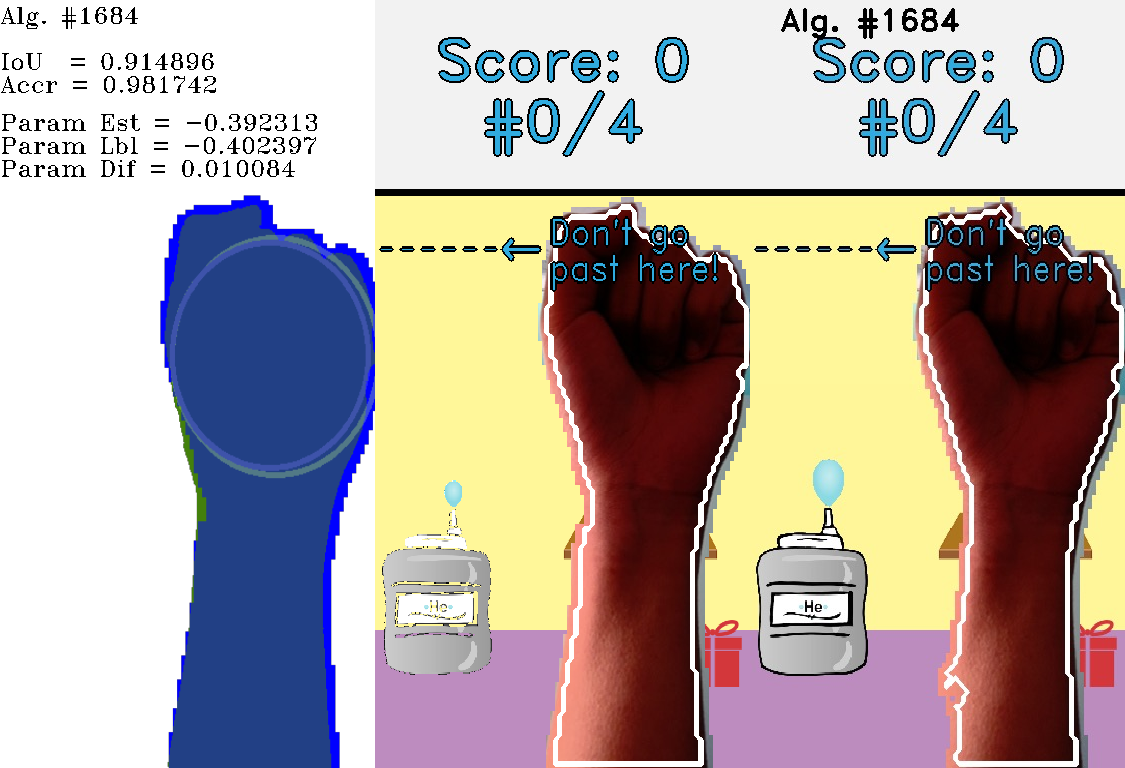 Alg. #1684
IoU = 0.914896
Accr = 0.981742
Param Est = −0.392313
Param Lbl = −0.402397
Param Dif = 0.010084
Score: 0
#0/4
Don't go
past here!
He
Alg. #1684
Score: 0
#0/4
Don't go
past here!
He